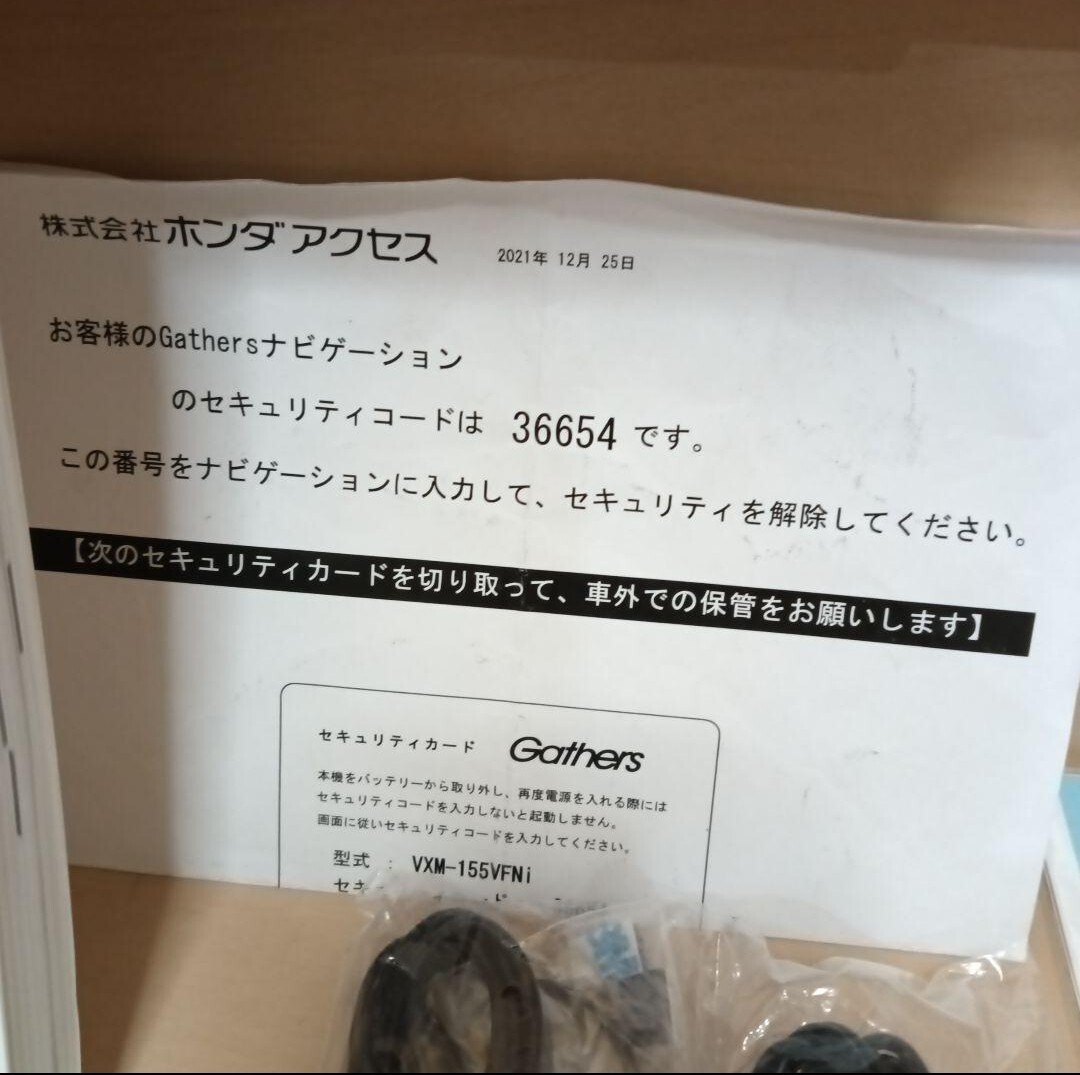 株式会社ホンダアクセス 2021年 12月 25日
お客様のGathersナビゲーション
のセキュリティコードは 36654 です。
この番号をナビゲーションに入力して、セキュリティを解除してください。
【次のセキュリティカードを切り取って、車外での保管をお願いします】
セキュリティカード Gathers
本機をバッテリーから取り外し、再度電源を入れる際には
セキュリティコードを入力しないと起動しません。
画面に従いセキュリティコードを入力してください。
型式 : VXM-155VFNi
セキ